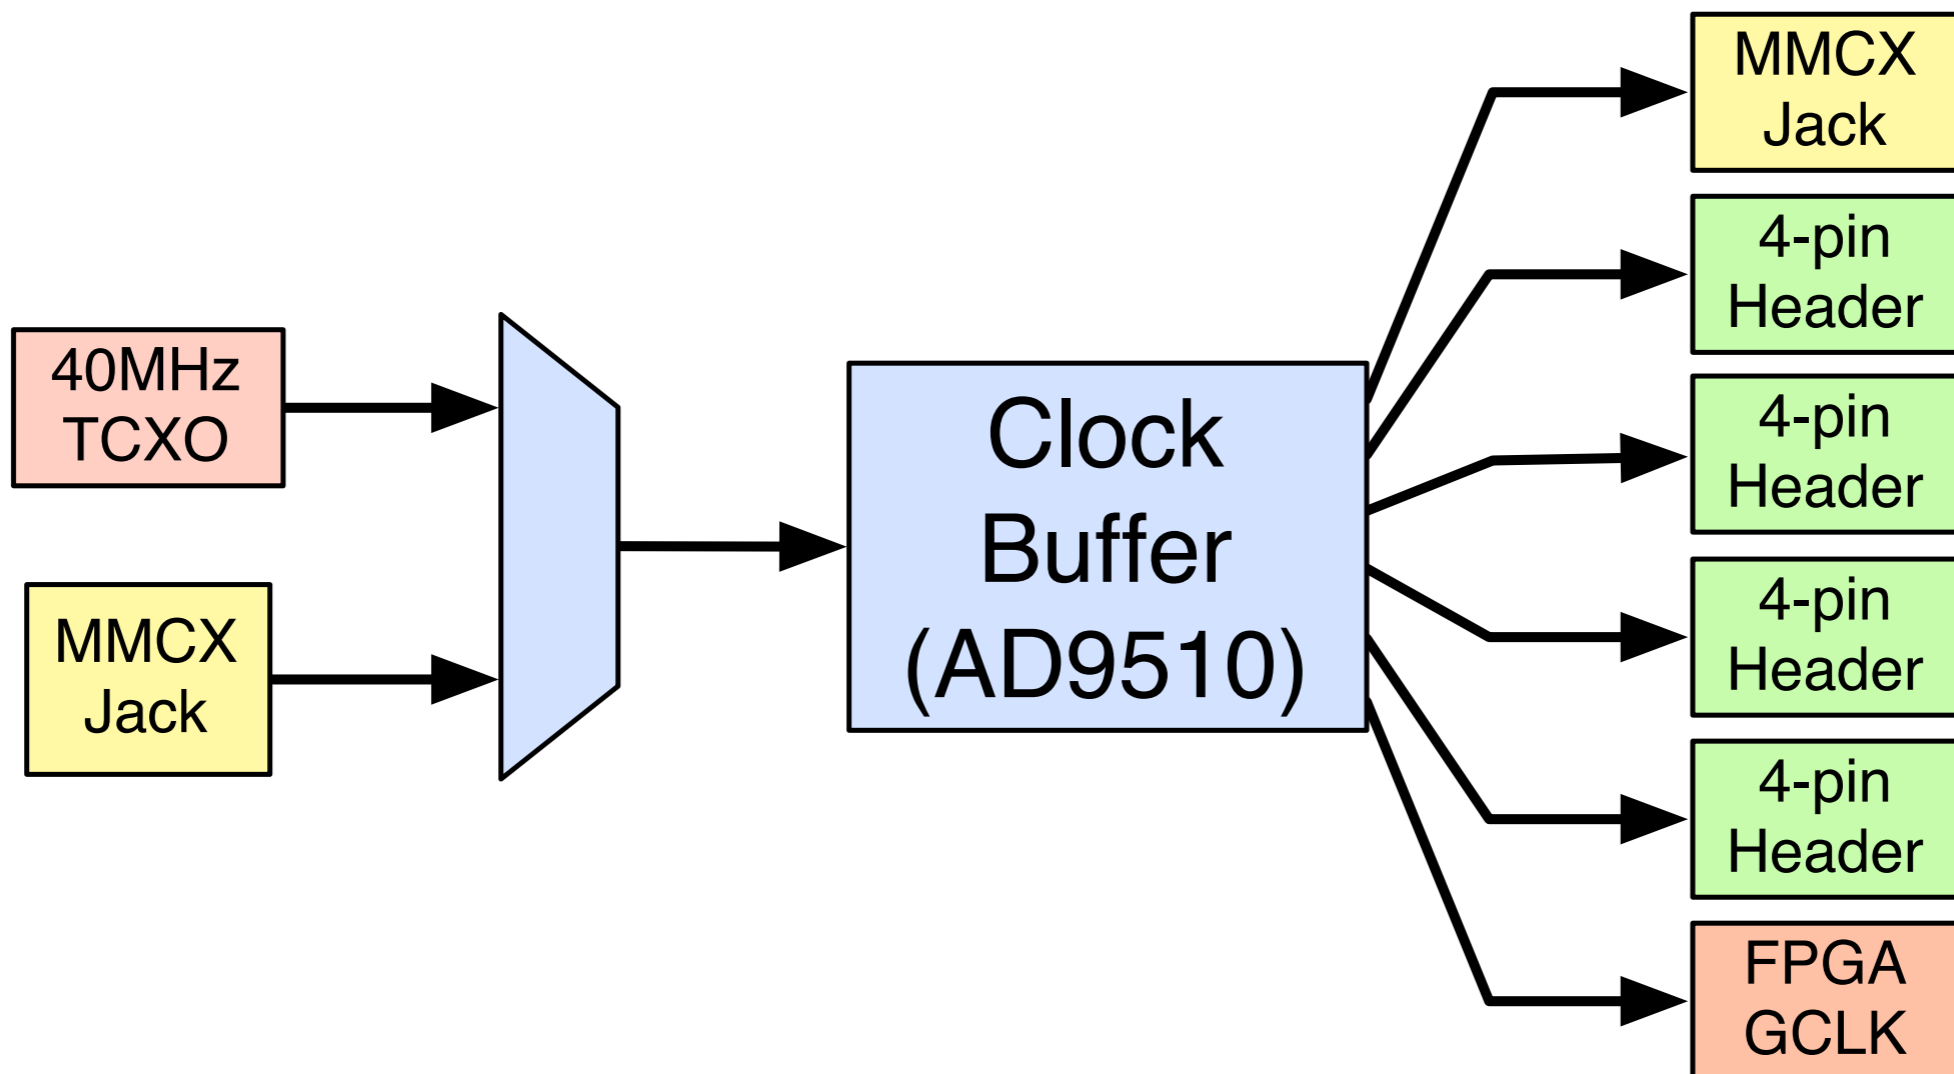 40MHz
TCXO
MMCX
Jack
Clock
Buffer
(AD9510)
MMCX
Jack
4-pin
Header
4-pin
Header
4-pin
Header
4-pin
Header
FPGA
GCLK